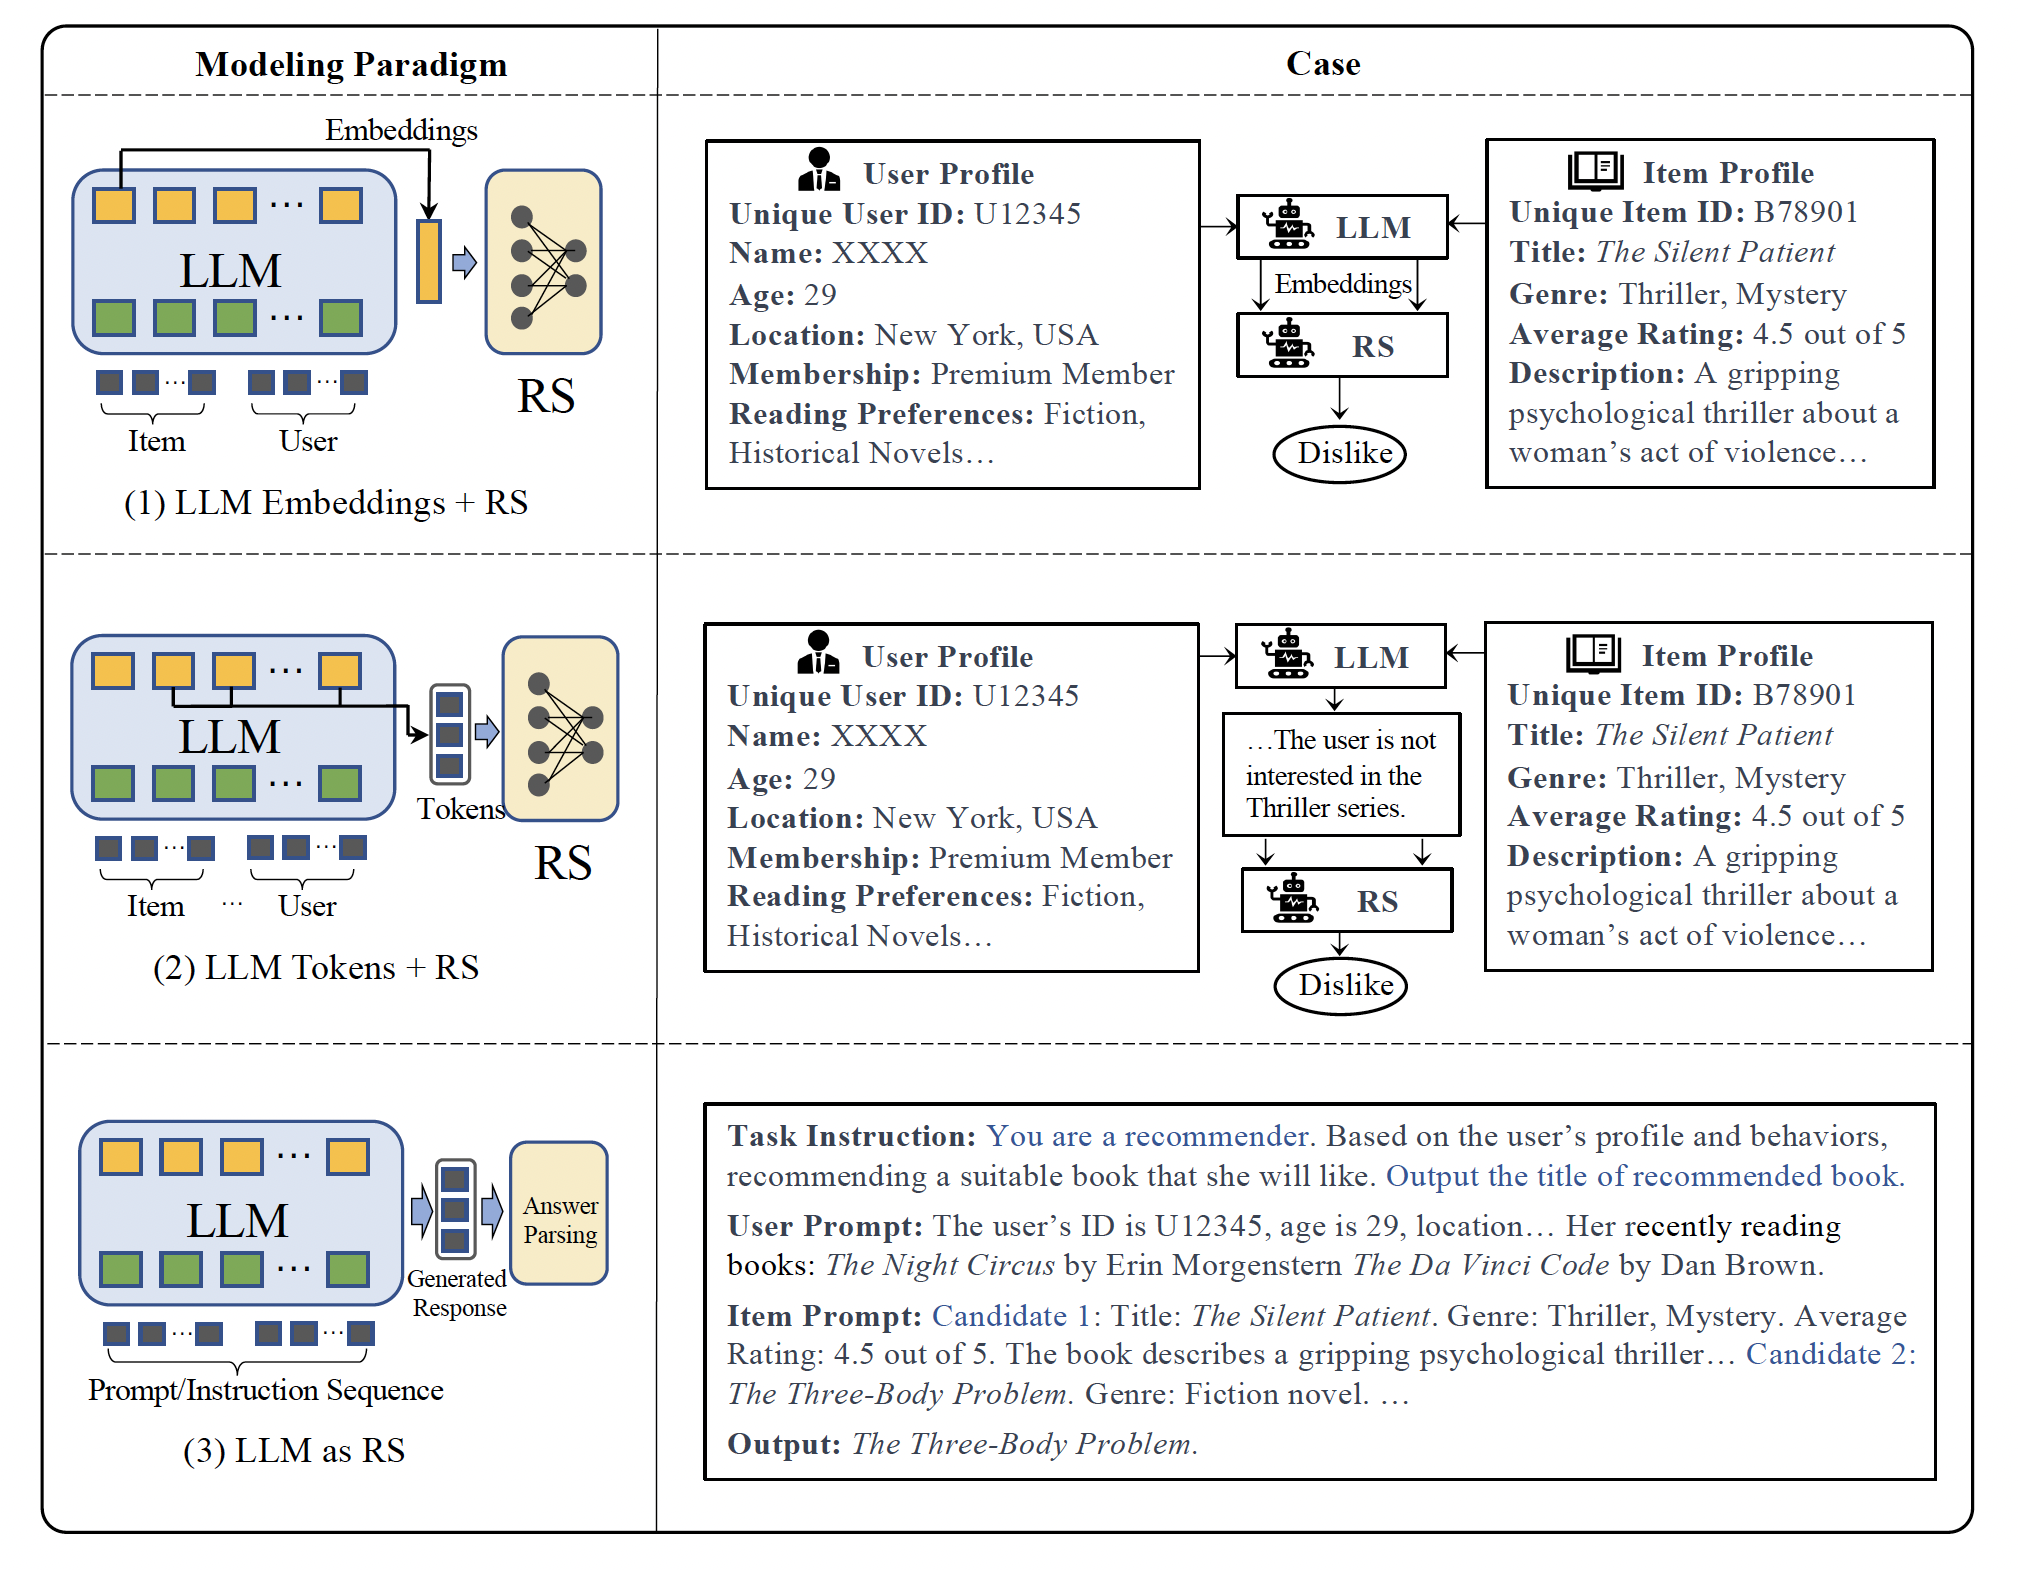 Modeling Paradigm
Case
Embeddings
LLM
Item
User
RS
(1) LLM Embeddings + RS
User Profile
Unique User ID: U12345
Name: XXXX
Age: 29
Location: New York, USA
Membership: Premium Member
Reading Preferences: Fiction,
Historical Novels…
LLM
Embeddings
RS
Dislike
Item Profile
Unique Item ID: B78901
Title: The Silent Patient
Genre: Thriller, Mystery
Average Rating: 4.5 out of 5
Description: A gripping
psychological thriller about a
woman’s act of violence…
LLM
Tokens
Item … User
RS
(2) LLM Tokens + RS
User Profile
Unique User ID: U12345
Name: XXXX
Age: 29
Location: New York, USA
Membership: Premium Member
Reading Preferences: Fiction,
Historical Novels…
LLM
…The user is not
interested in the
Thriller series.
RS
Dislike
Item Profile
Unique Item ID: B78901
Title: The Silent Patient
Genre: Thriller, Mystery
Average Rating: 4.5 out of 5
Description: A gripping
psychological thriller about a
woman’s act of violence…
LLM
Generated
Response
Answer
Parsing
Prompt/Instruction Sequence
(3) LLM as RS
Task Instruction: You are a recommender. Based on the user’s profile and behaviors,
recommending a suitable book that she will like. Output the title of recommended book.
User Prompt: The user’s ID is U12345, age is 29, location… Her recently reading
books: The Night Circus by Erin Morgenstern The Da Vinci Code by Dan Brown.
Item Prompt: Candidate 1: Title: The Silent Patient. Genre: Thriller, Mystery. Average
Rating: 4.5 out of 5. The book describes a gripping psychological thriller… Candidate 2:
The Three-Body Problem. Genre: Fiction novel. …
Output: The Three-Body Problem.